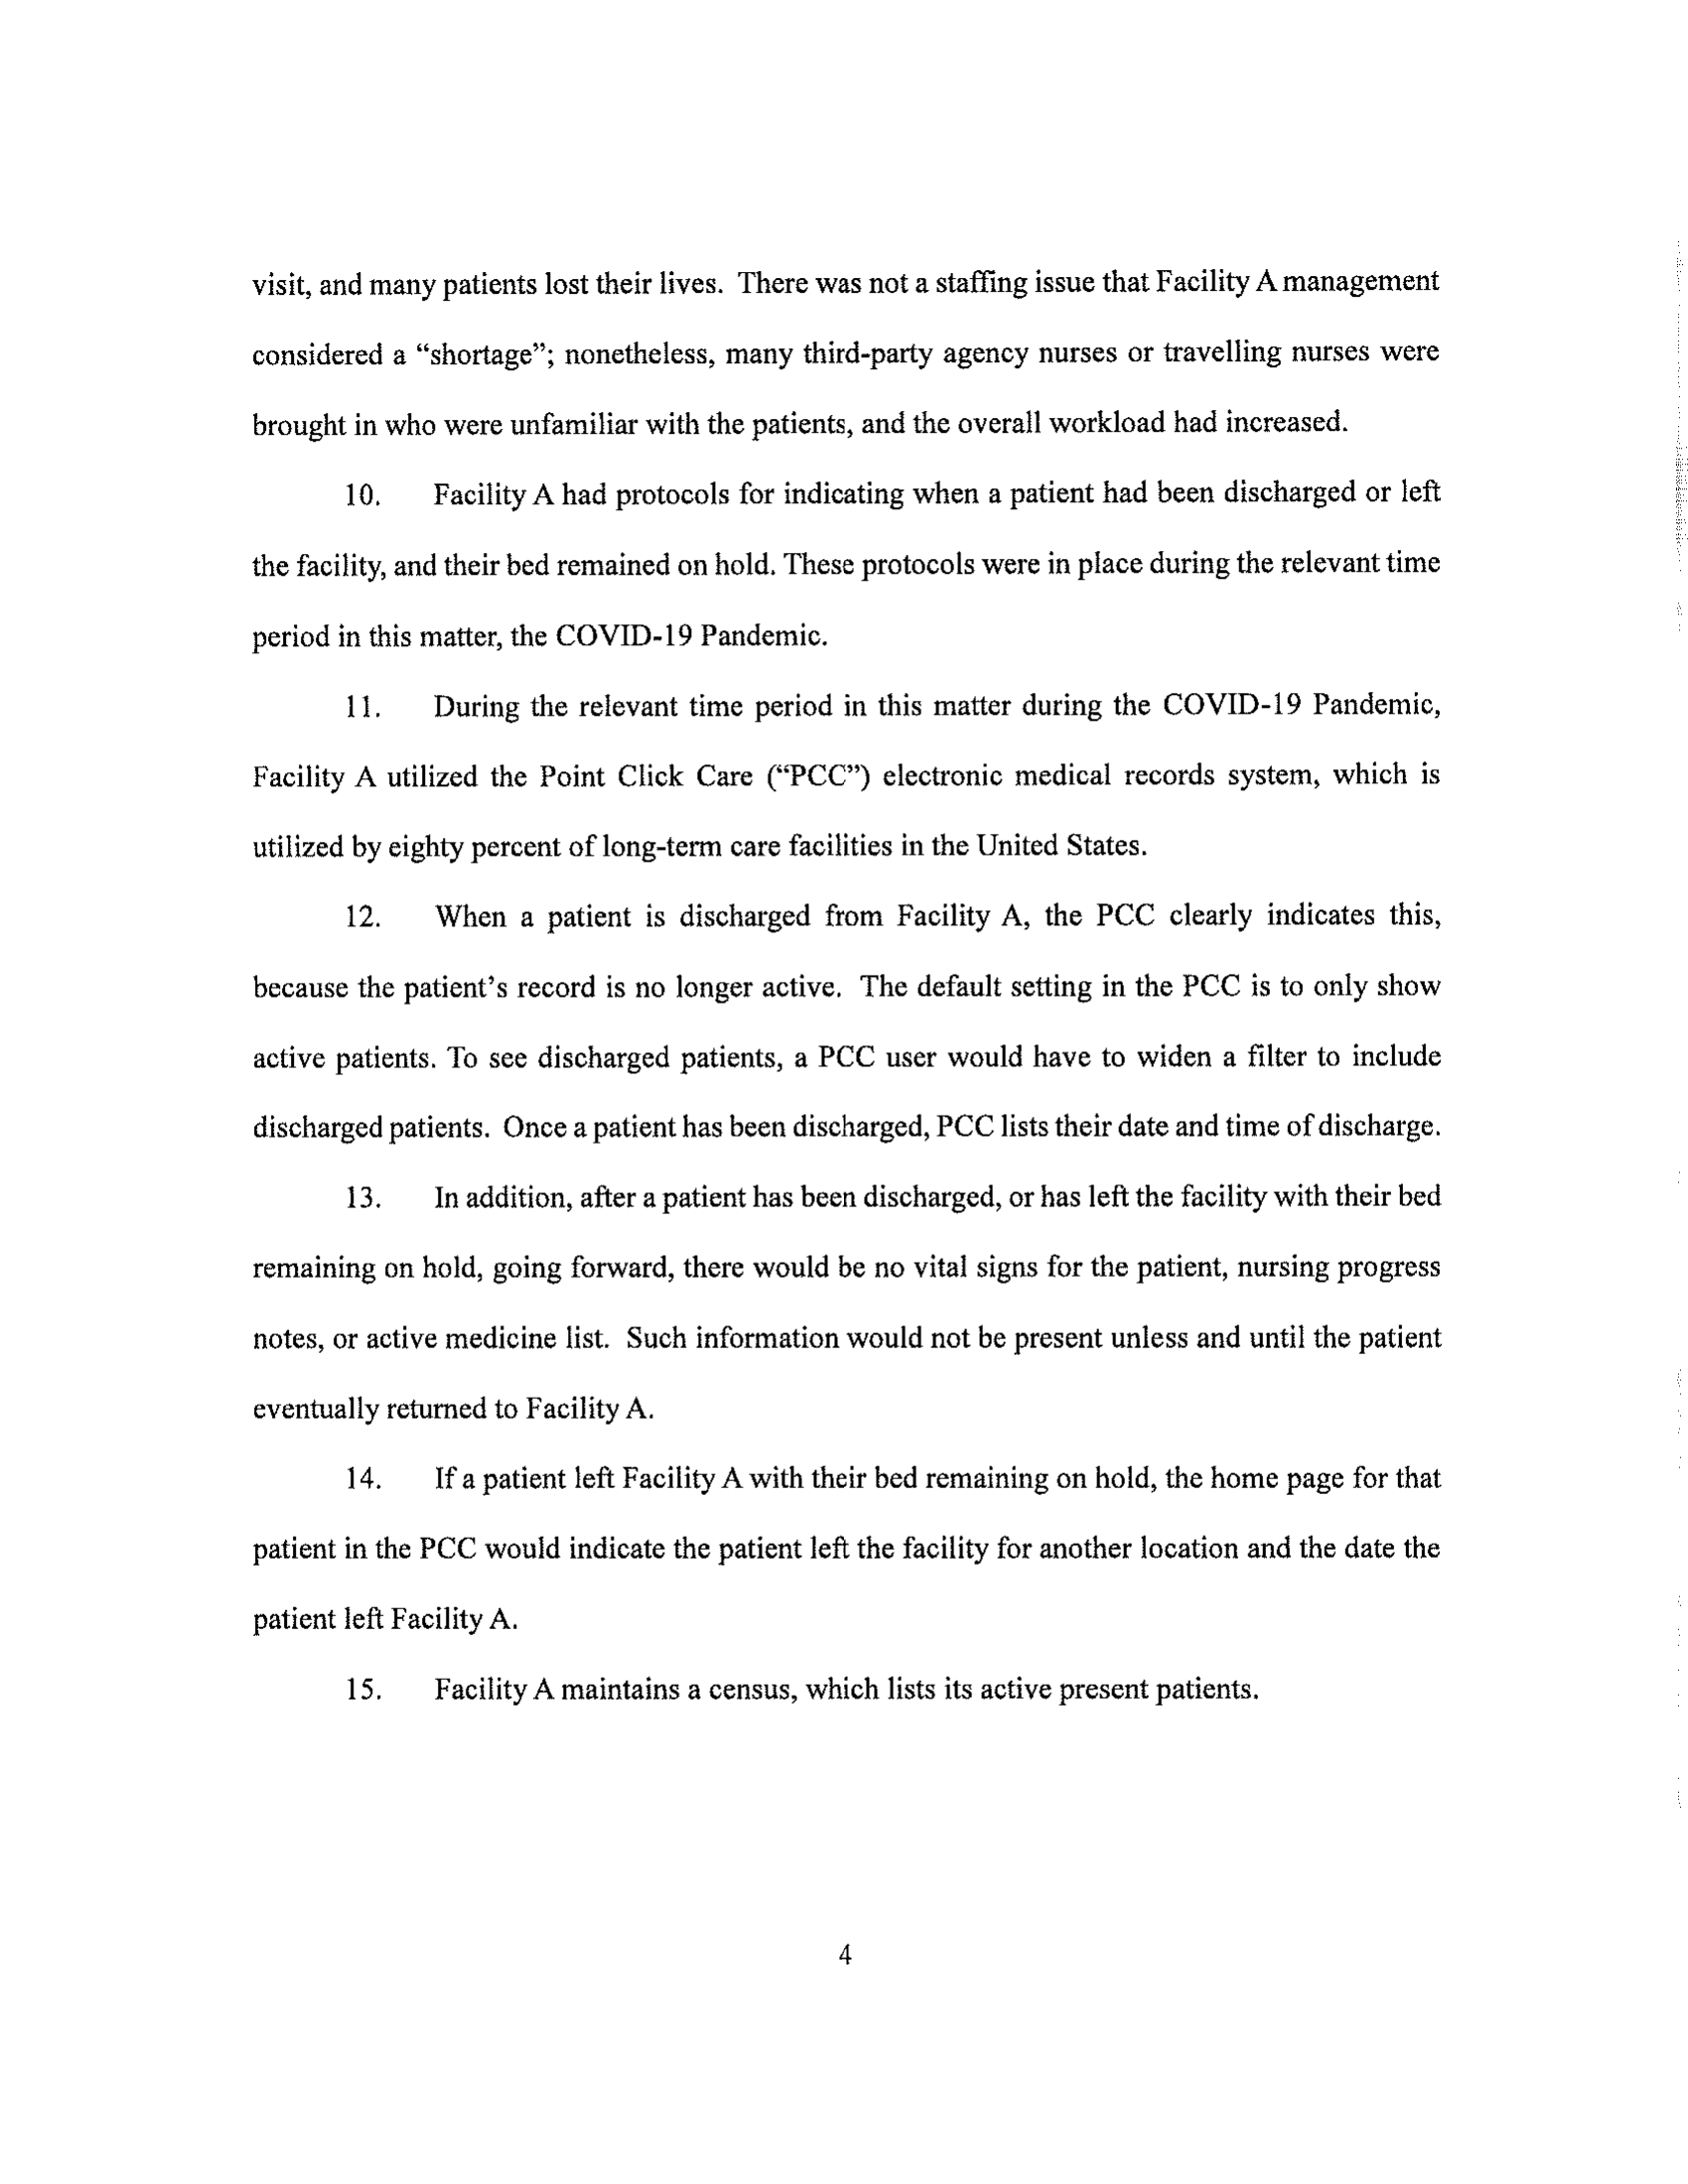 visit, and many patients lost their lives. There was not a staffing issue that Facility A management
considered a “shortage”; nonetheless, many third-party agency nurses or travelling nurses were
brought in who were unfamiliar with the patients, and the overall workload had increased.
10. Facility A had protocols for indicating when a patient had been discharged or left
the facility, and their bed remained on hold. These protocols were in place during the relevant time
period in this matter, the COVID-19 Pandemic.
11. During the relevant time period in this matter during the COVID-19 Pandemic,
Facility A utilized the Point Click Care (“PCC”) electronic medical records system, which is
utilized by eighty percent of long-term care facilities in the United States.
12. When a patient is discharged from Facility A, the PCC clearly indicates this,
because the patient’s record is no longer active. The default setting in the PCC is to only show
active patients. To see discharged patients, a PCC user would have to widen a filter to include
discharged patients. Once a patient has been discharged, PCC lists their date and time of discharge.
13. In addition, after a patient has been discharged, or has left the facility with their bed
remaining on hold, going forward, there would be no vital signs for the patient, nursing progress
notes, or active medicine list. Such information would not be present unless and until the patient
eventually returned to Facility A.
14. If a patient left Facility A with their bed remaining on hold, the home page for that
patient in the PCC would indicate the patient left the facility for another location and the date the
patient left Facility A.
15. Facility A maintains a census, which lists its active present patients.
4